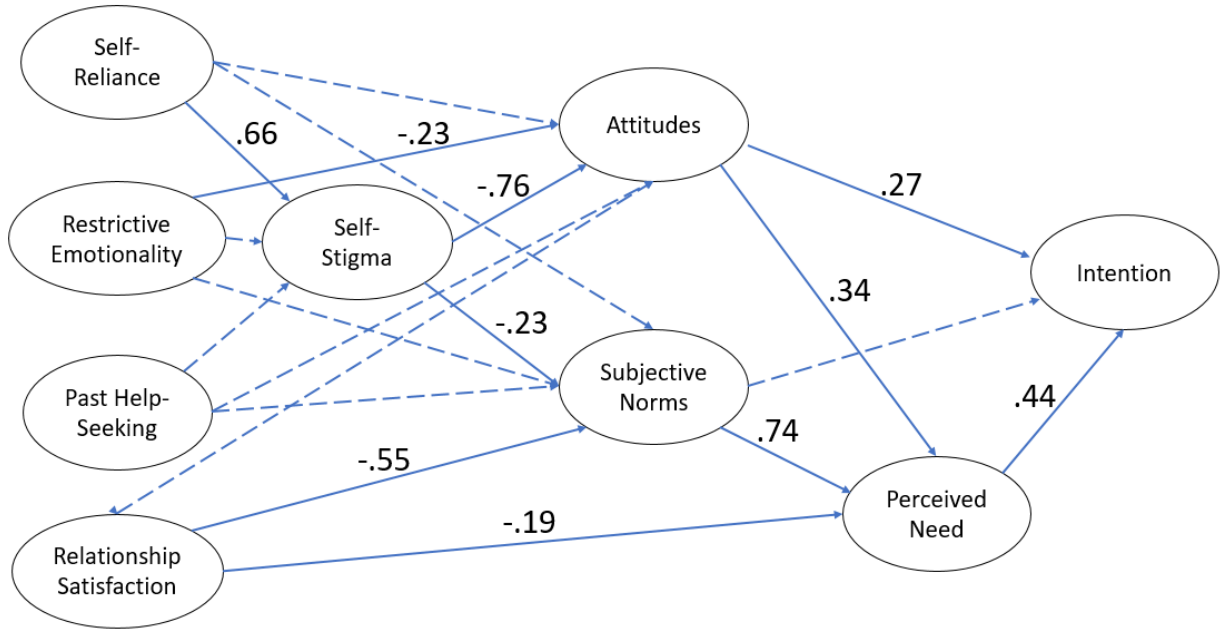 Self-
Reliance
.66
-.23
Attitudes
-.76
.27
Restrictive
Emotionality
Self-
Stigma
Intention
.34
-.23
Past Help-
Seeking
Subjective
Norms
.44
.74
-.55
-.19
Perceived
Need
Relationship
Satisfaction